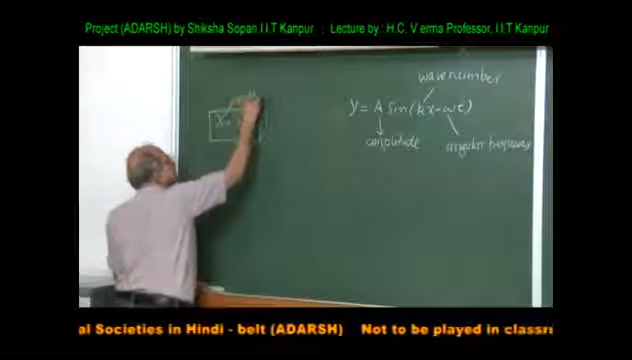 Project (ADARSH) by Shiksha Sopan I.I.T Kanpur : Lecture by : H.C. V erma Professor, I.I.T Kanpur
wave number
y = A sin(kx-ωt)
amplitude angular frequency
al Societies in Hindi - belt (ADARSH) Not to be played in classr